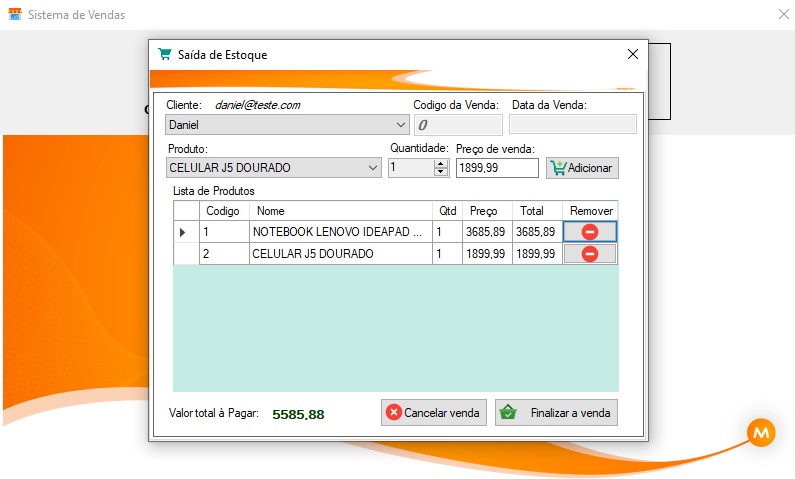 Sistema de Vendas
Saída de Estoque
Cliente: daniel@teste.com Codigo da Venda: Data da Venda:
Daniel 0
Produto: Quantidade: Preço de venda:
CELULAR J5 DOURADO 1 1899,99 Adicionar
Lista de Produtos
Codigo Nome Qtd Preço Total Remover
1 NOTEBOOK LENOVO IDEAPAD ... 1 3685,89 3685,89
2 CELULAR J5 DOURADO 1 1899,99 1899,99
Valor total à Pagar: 5585,88 Cancelar venda Finalizar a venda
M